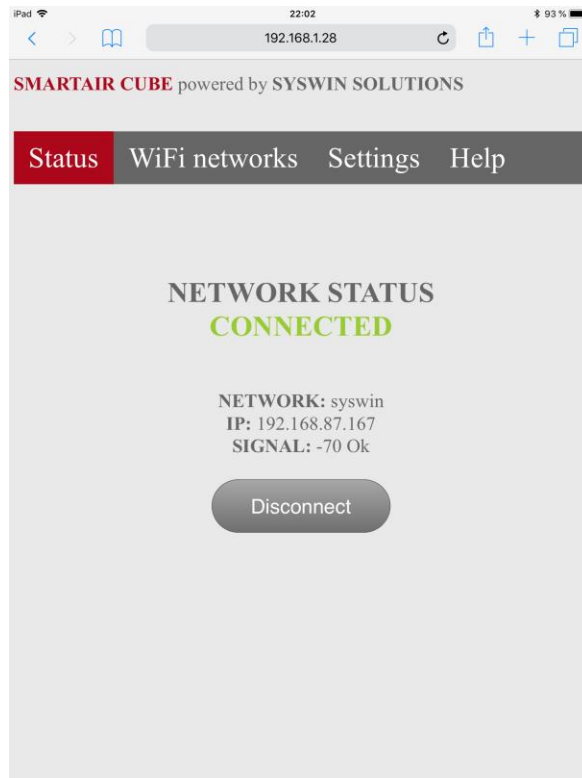 iPad 22:02 93 %
192.168.1.28
SMARTAIR CUBE powered by SYSWIN SOLUTIONS
Status WiFi networks Settings Help
NETWORK STATUS
CONNECTED
NETWORK: syswin
IP: 192.168.87.167
SIGNAL: -70 Ok
Disconnect